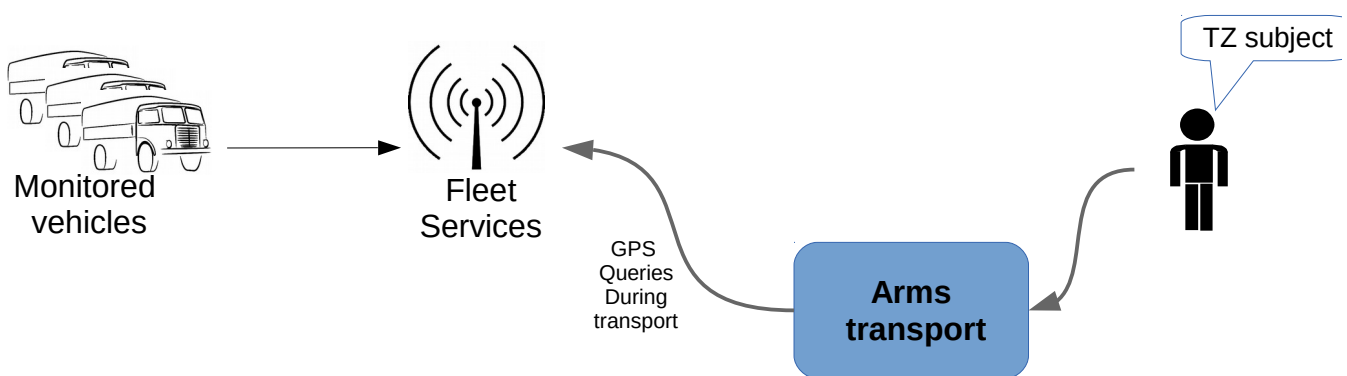 TZ subject
Monitored
vehicles
Fleet
Services
GPS
Queries
During
transport
Arms
transport